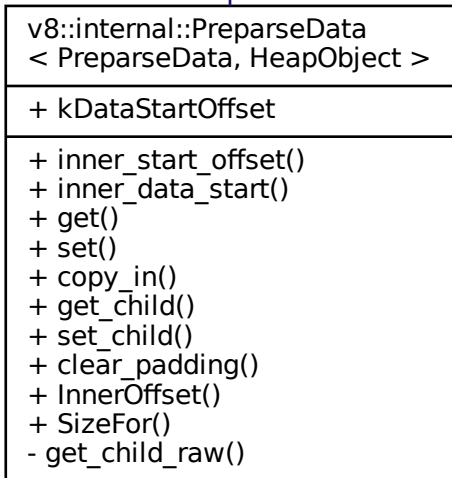 v8::internal::PreparseData
< PreparseData, HeapObject >
+ kDataStartOffset
+ inner_start_offset()
+ inner_data_start()
+ get()
+ set()
+ copy_in()
+ get_child()
+ set_child()
+ clear_padding()
+ InnerOffset()
+ SizeFor()
- get_child_raw()